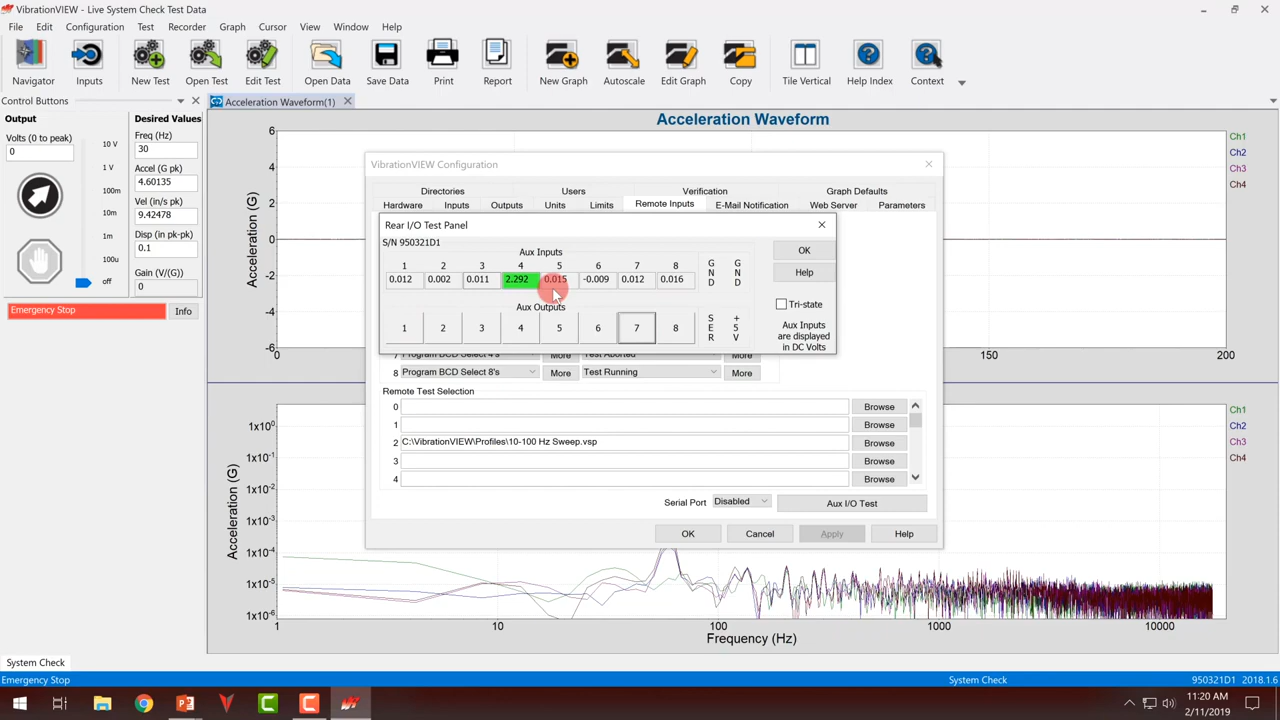 VibrationVIEW - Live System Check Test Data
File Edit Configuration Test Recorder Graph Cursor View Window Help
Navigator Inputs New Test Open Test Edit Test Open Data Save Data Print Report New Graph Autoscale Edit Graph Copy Tile Vertical Help Index Context
Control Buttons
Acceleration Waveform(1)
Output
Desired Values
Volts (0 to peak)
0
10 V
1 V
100m
10m
1m
100u
off
Freq (Hz)
30
Accel (G pk)
4.60135
Vel (in/s pk)
9.42478
Disp (in pk-pk)
0.1
Gain (V/(G))
0
Emergency Stop
Info
Acceleration Waveform
Acceleration (G)
6
4
2
0
-2
-4
-6
0 150 200
Ch1
Ch2
Ch3
Ch4
VibrationVIEW Configuration
Directories Users Verification Graph Defaults
Hardware Inputs Outputs Units Limits Remote Inputs E-Mail Notification Web Server Parameters
Rear I/O Test Panel
S/N 950321D1
Aux Inputs
1 2 3 4 5 6 7 8
0.012 0.002 0.011 2.292 0.015 -0.009 0.012 0.016
GND GND
Aux Outputs
1 2 3 4 5 6 7 8
SER +5V
OK
Help
Tri-state
Aux Inputs
are displayed
in DC Volts
7 Program BCD Select 4's More Test Aborted More
8 Program BCD Select 8's More Test Running More
Remote Test Selection
0 Browse
1 Browse
2 C:\VibrationVIEW\Profiles\10-100 Hz Sweep.vsp Browse
3 Browse
4 Browse
Serial Port Disabled Aux I/O Test
OK Cancel Apply Help
Acceleration (G)
1x10⁰
1x10⁻¹
1x10⁻²
1x10⁻³
1x10⁻⁴
1x10⁻⁵
1x10⁻⁶
1 10 100 1000 10000
Frequency (Hz)
Ch1
Ch2
Ch3
Ch4
System Check
Emergency Stop System Check 950321D1 2018.1.6
11:20 AM
2/11/2019